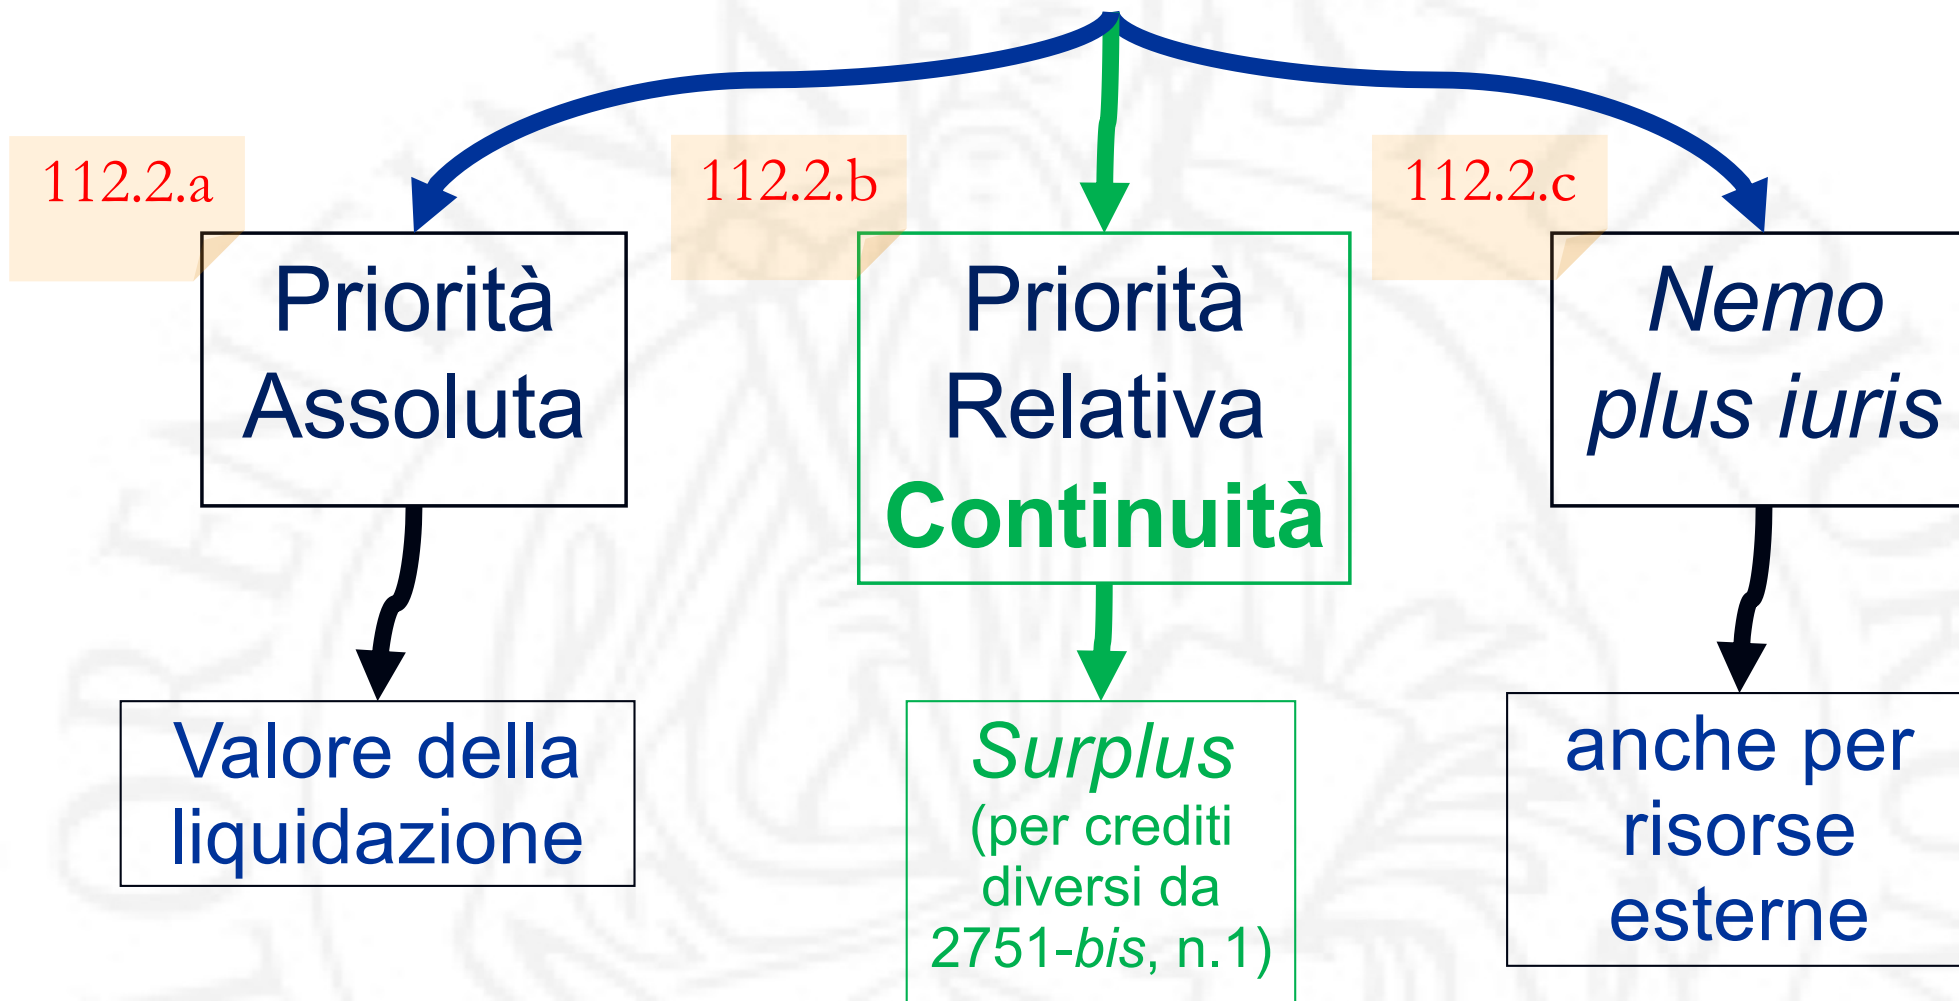 112.2.a
112.2.b
112.2.c
Priorità
Assoluta
Priorità
Relativa
Continuità
Nemo
plus iuris
Valore della
liquidazione
Surplus
(per crediti
diversi da
2751-bis, n.1)
anche per
risorse
esterne